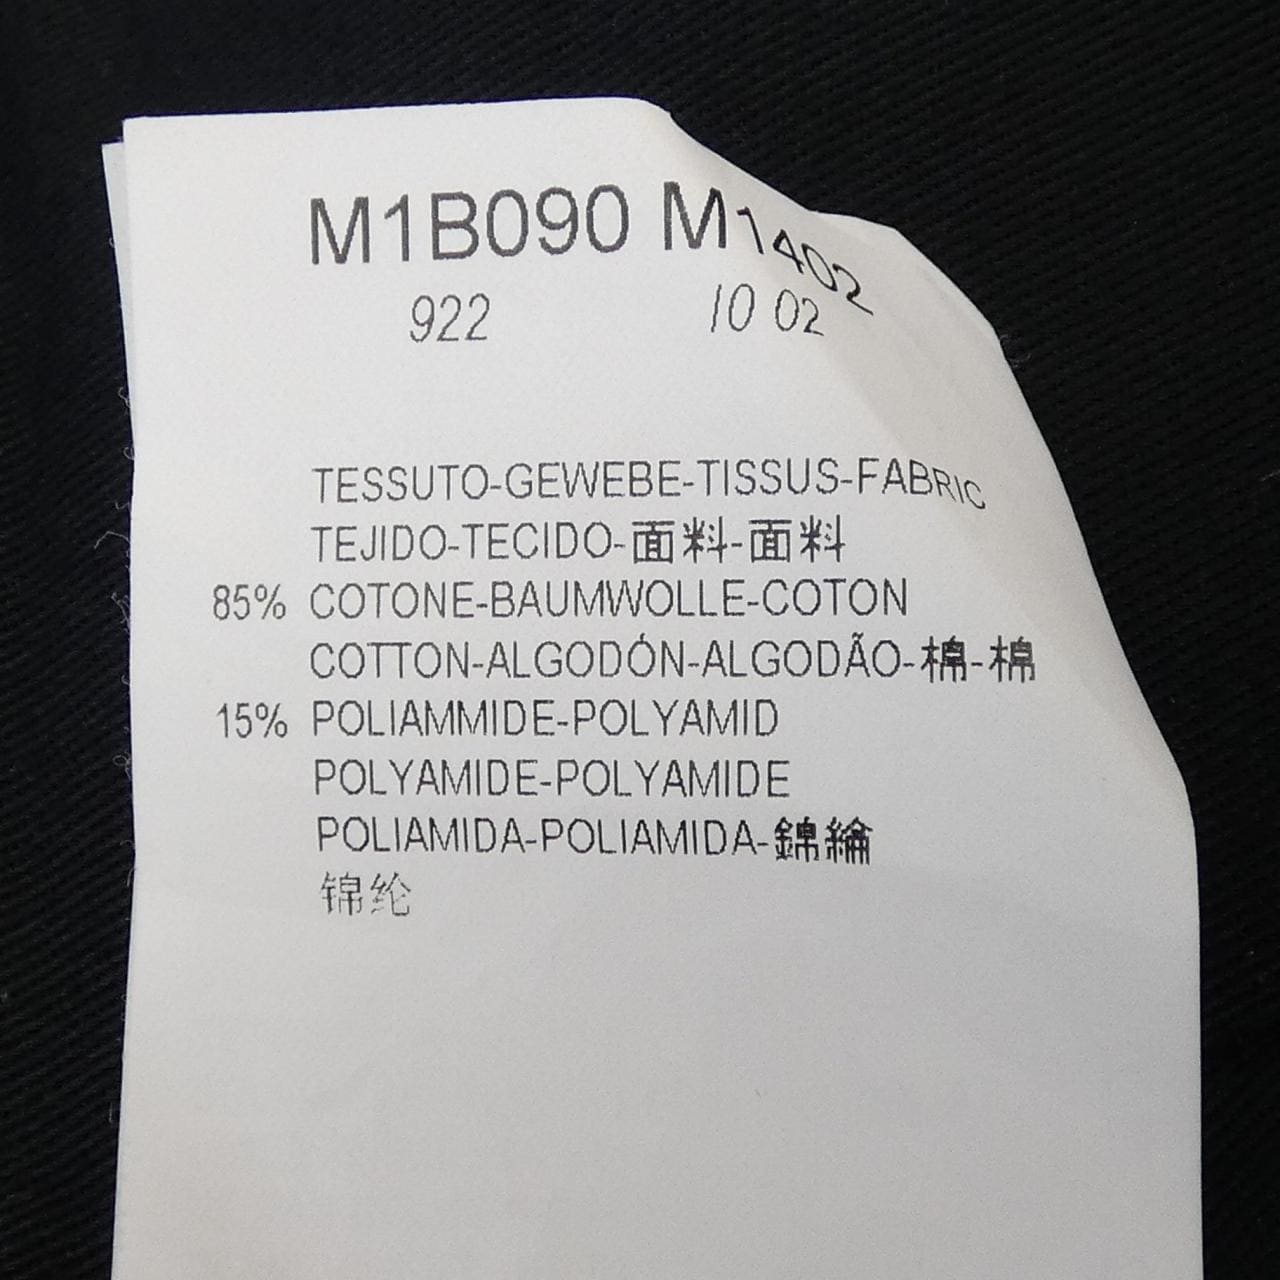 M1B090 M1402
922 10 02
TESSUTO-GEWEBE-TISSUS-FABRIC
TEJIDO-TECIDO-面料-面料
85% COTONE-BAUMWOLLE-COTON
COTTON-ALGODÓN-ALGODÃO-棉-棉
15% POLIAMMIDE-POLYAMID
POLYAMIDE-POLYAMIDE
POLIAMIDA-POLIAMIDA-錦綸
锦纶